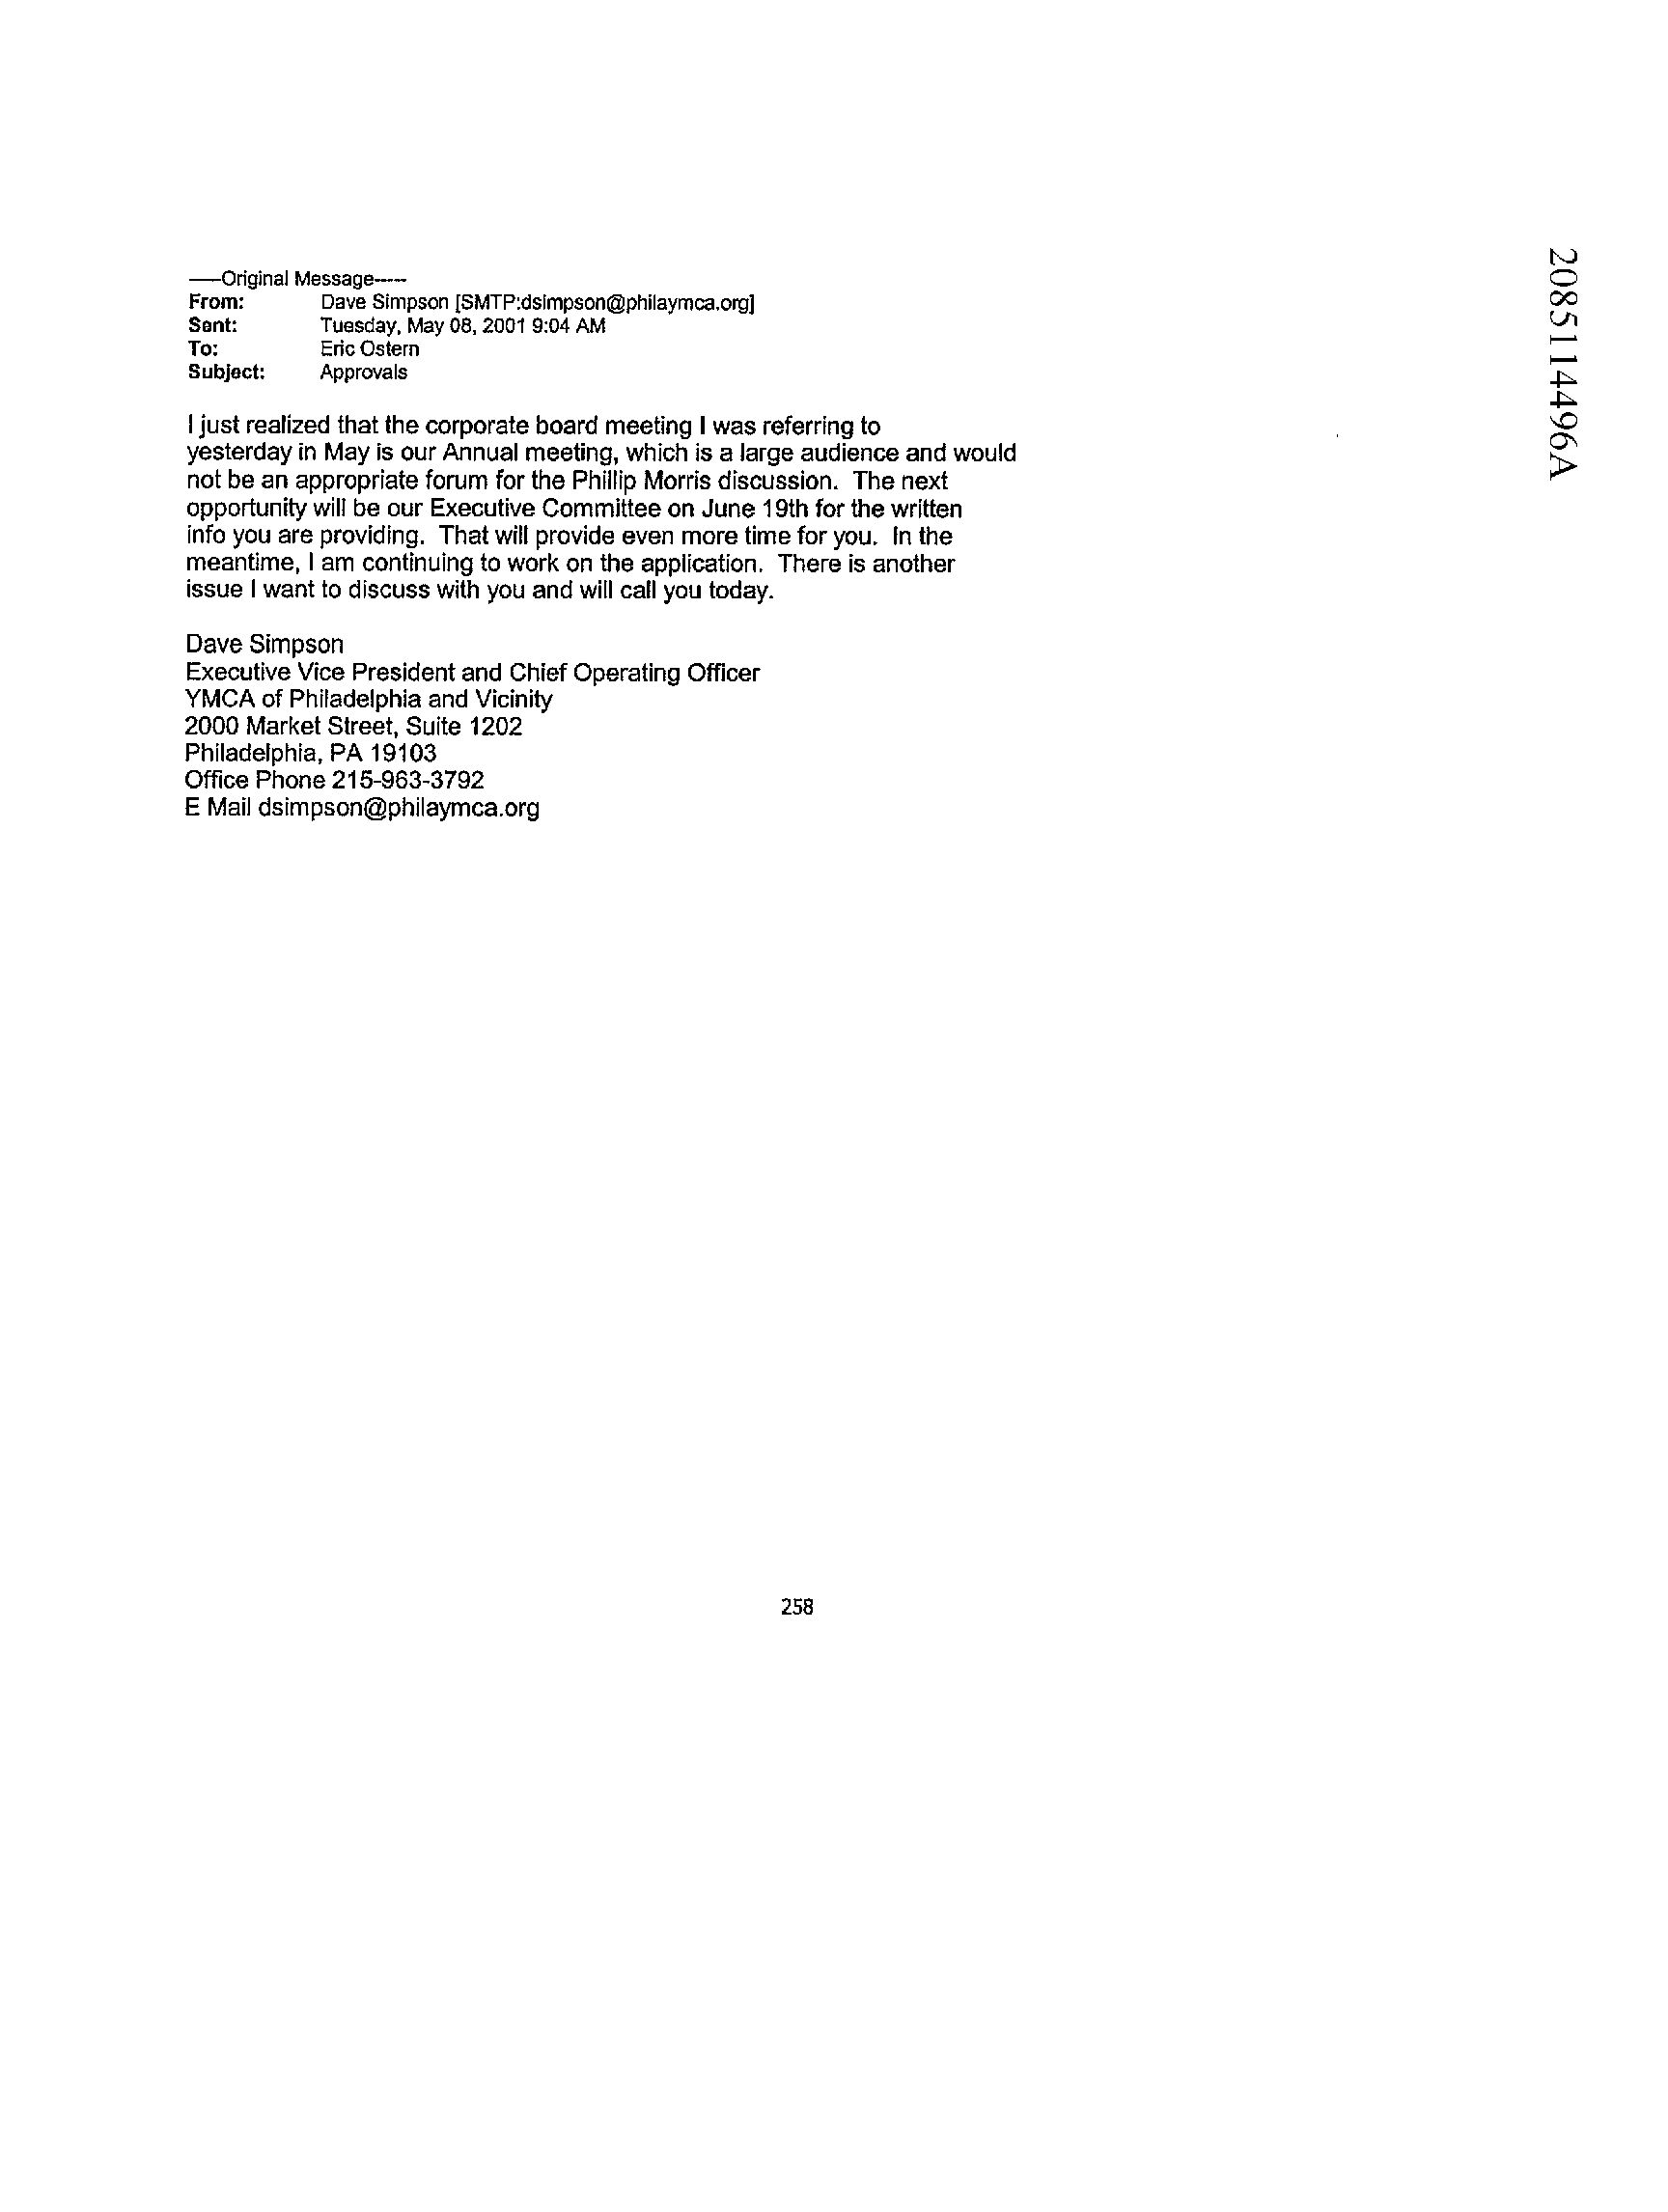 -----Original Message-----
From: Dave Simpson [SMTP:dsimpson@philaymca.org]
Sent: Tuesday, May 08, 2001 9:04 AM
To: Eric Ostern
Subject: Approvals
I just realized that the corporate board meeting I was referring to
yesterday in May is our Annual meeting, which is a large audience and would
not be an appropriate forum for the Phillip Morris discussion. The next
opportunity will be our Executive Committee on June 19th for the written
info you are providing. That will provide even more time for you. In the
meantime, I am continuing to work on the application. There is another
issue I want to discuss with you and will call you today.
Dave Simpson
Executive Vice President and Chief Operating Officer
YMCA of Philadelphia and Vicinity
2000 Market Street, Suite 1202
Philadelphia, PA 19103
Office Phone 215-963-3792
E Mail dsimpson@philaymca.org
258
2085114496A